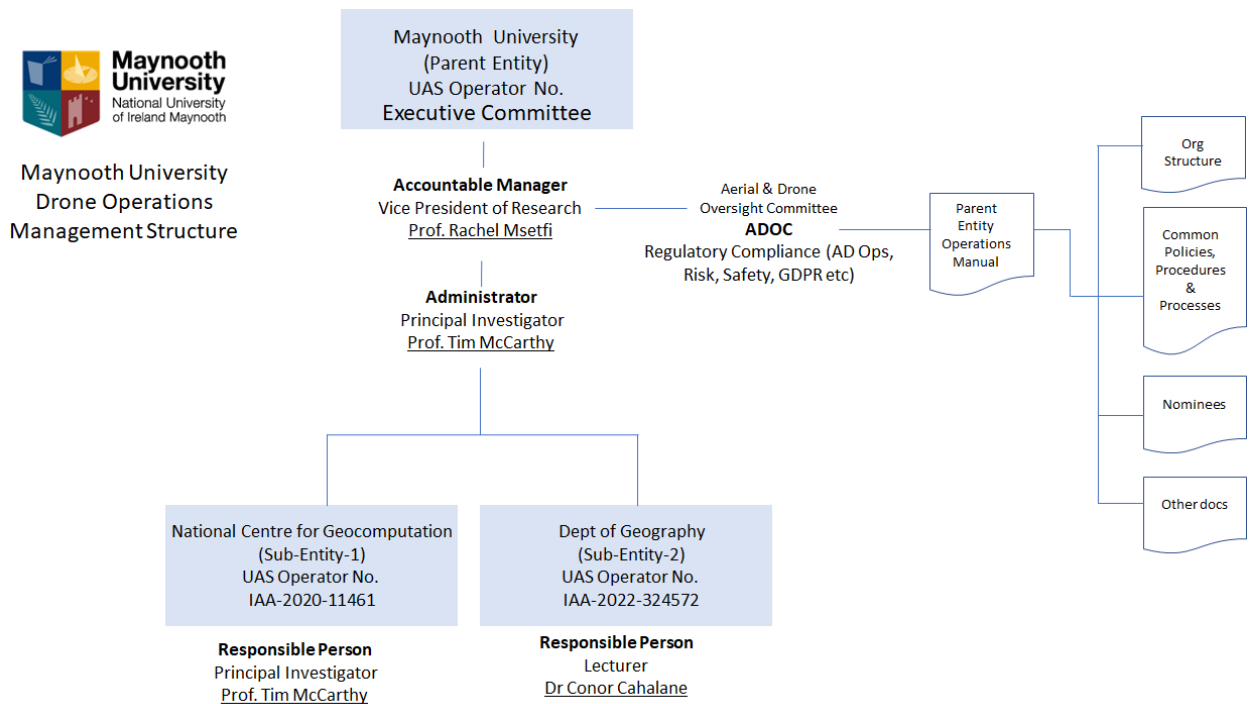 Maynooth
University
National University
of Ireland Maynooth
Maynooth University
Drone Operations
Management Structure
Maynooth University
(Parent Entity)
UAS Operator No.
Executive Committee
Accountable Manager
Vice President of Research
Prof. Rachel Msetfi
Aerial & Drone
Oversight Committee
ADOC
Regulatory Compliance (AD Ops,
Risk, Safety, GDPR etc)
Parent
Entity
Operations
Manual
Org
Structure
Common
Policies,
Procedures
&
Processes
Nominees
Other docs
Administrator
Principal Investigator
Prof. Tim McCarthy
National Centre for Geocomputation
(Sub-Entity-1)
UAS Operator No.
IAA-2020-11461
Responsible Person
Principal Investigator
Prof. Tim McCarthy
Dept of Geography
(Sub-Entity-2)
UAS Operator No.
IAA-2022-324572
Responsible Person
Lecturer
Dr Conor Cahalane